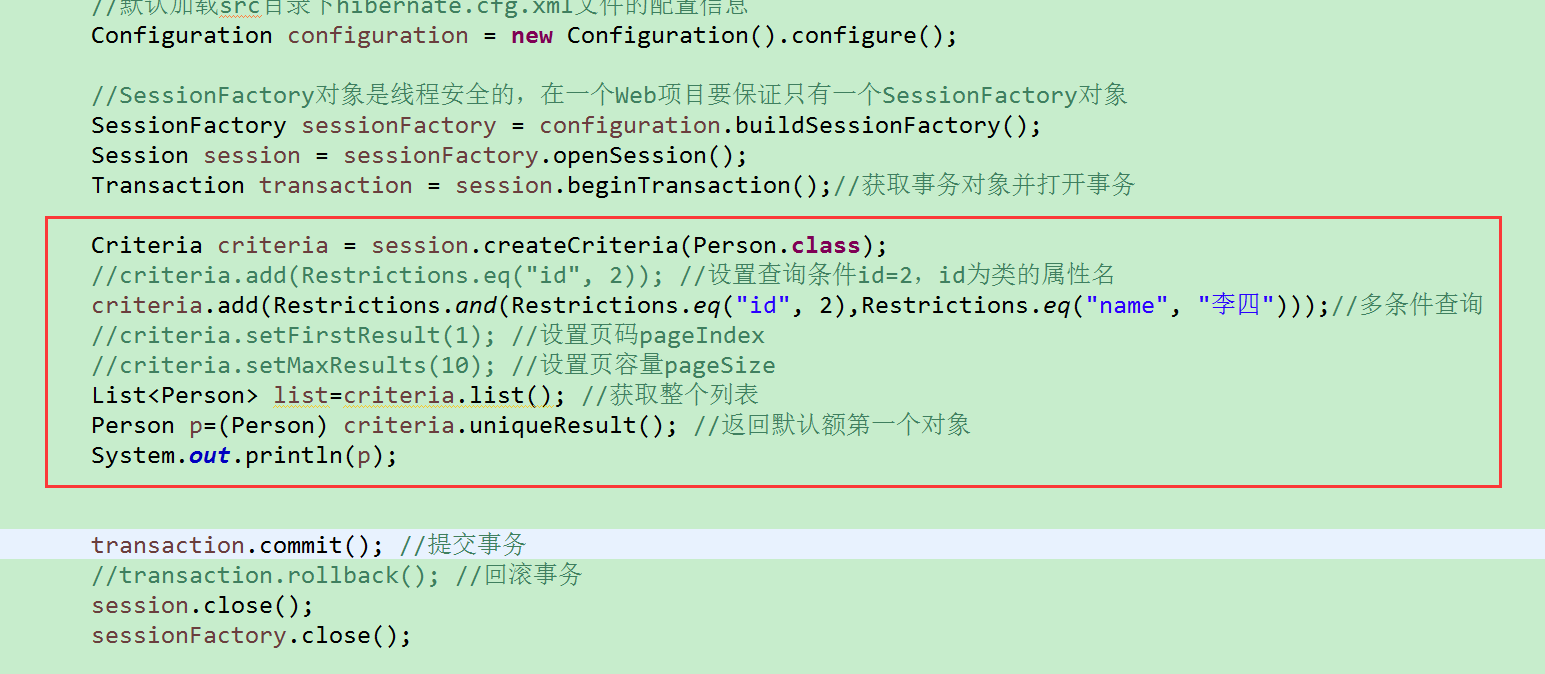 //默认加载src目录下hibernate.cfg.xml文件的配置信息
Configuration configuration = new Configuration().configure();
//SessionFactory对象是线程安全的，在一个Web项目要保证只有一个SessionFactory对象
SessionFactory sessionFactory = configuration.buildSessionFactory();
Session session = sessionFactory.openSession();
Transaction transaction = session.beginTransaction();//获取事务对象并打开事务
Criteria criteria = session.createCriteria(Person.class);
//criteria.add(Restrictions.eq("id", 2)); //设置查询条件id=2，id为类的属性名
criteria.add(Restrictions.and(Restrictions.eq("id", 2),Restrictions.eq("name", "李四")));//多条件查询
//criteria.setFirstResult(1); //设置页码pageIndex
//criteria.setMaxResults(10); //设置页容量pageSize
List<Person> list=criteria.list(); //获取整个列表
Person p=(Person) criteria.uniqueResult(); //返回默认额第一个对象
System.out.println(p);
transaction.commit(); //提交事务
//transaction.rollback(); //回滚事务
session.close();
sessionFactory.close();